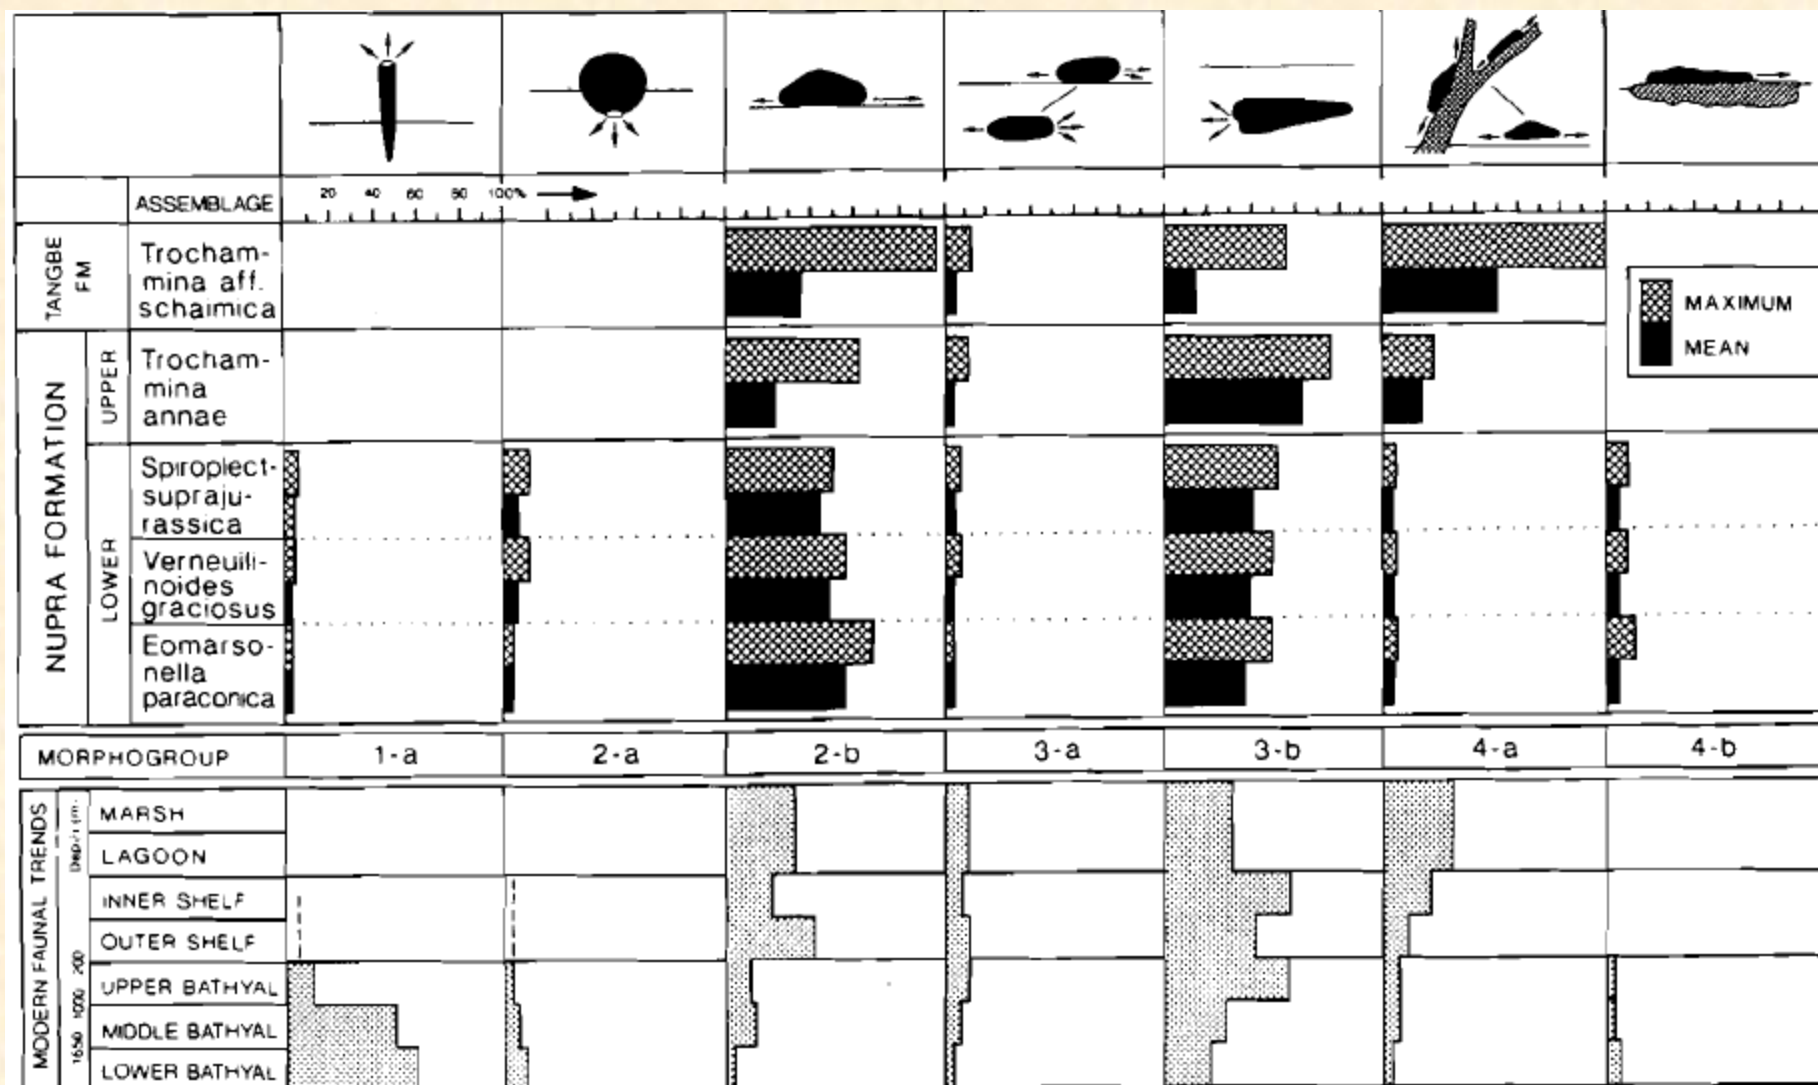 20 40 60 80 100%
ASSEMBLAGE
TANGBE
FM
Trocham-
mina aff.
schaimica
MAXIMUM
MEAN
NUPRA FORMATION
UPPER
Trocham-
mina
annae
LOWER
Spiroplect-
supraju-
rassica
Verneuili-
noides
graciosus
Eomarso-
nella
paraconica
MORPHOGROUP
1-a
2-a
2-b
3-a
3-b
4-a
4-b
MODERN FAUNAL TRENDS
MARSH
LAGOON
INNER SHELF
OUTER SHELF
200
UPPER BATHYAL
1000
MIDDLE BATHYAL
1650
LOWER BATHYAL